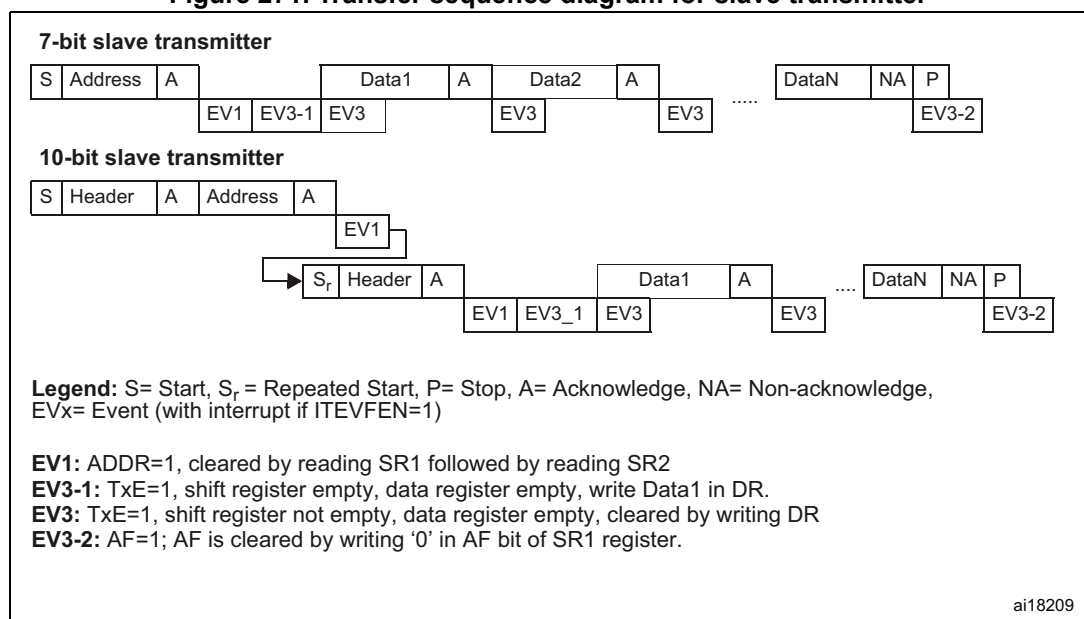 Figure 271. Transfer sequence diagram for slave transmitter
7-bit slave transmitter
S Address A Data1 A Data2 A ..... DataN NA P
EV1 EV3-1 EV3 EV3 EV3 EV3-2
10-bit slave transmitter
S Header A Address A
EV1
Sr Header A Data1 A .... DataN NA P
EV1 EV3_1 EV3 EV3 EV3-2
Legend: S= Start, Sr = Repeated Start, P= Stop, A= Acknowledge, NA= Non-acknowledge,
EVx= Event (with interrupt if ITEVFEN=1)
EV1: ADDR=1, cleared by reading SR1 followed by reading SR2
EV3-1: TxE=1, shift register empty, data register empty, write Data1 in DR.
EV3: TxE=1, shift register not empty, data register empty, cleared by writing DR
EV3-2: AF=1; AF is cleared by writing ‘0’ in AF bit of SR1 register.
ai18209